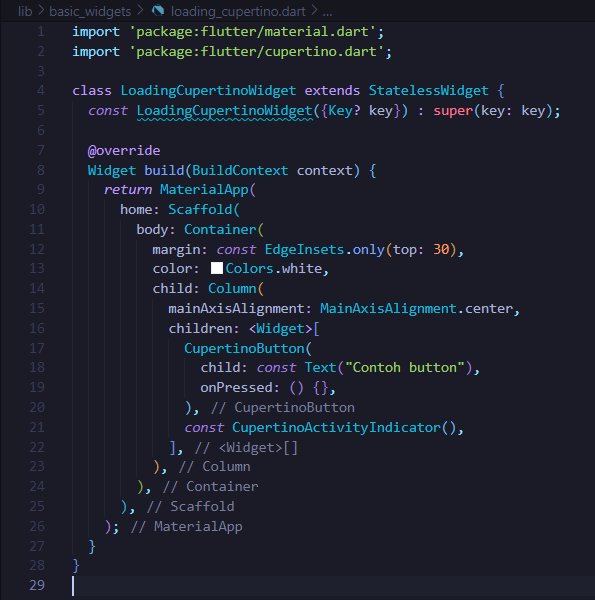 lib > basic_widgets > loading_cupertino.dart > ...
1 import 'package:flutter/material.dart';
2 import 'package:flutter/cupertino.dart';
3
4 class LoadingCupertinoWidget extends StatelessWidget {
5   const LoadingCupertinoWidget({Key? key}) : super(key: key);
6
7   @override
8   Widget build(BuildContext context) {
9     return MaterialApp(
10       home: Scaffold(
11         body: Container(
12           margin: const EdgeInsets.only(top: 30),
13           color: Colors.white,
14           child: Column(
15             mainAxisAlignment: MainAxisAlignment.center,
16             children: <Widget>[
17               CupertinoButton(
18                 child: const Text("Contoh button"),
19                 onPressed: () {},
20               ), // CupertinoButton
21               const CupertinoActivityIndicator(),
22             ], // <Widget>[]
23           ), // Column
24         ), // Container
25       ), // Scaffold
26     ); // MaterialApp
27   }
28 }
29